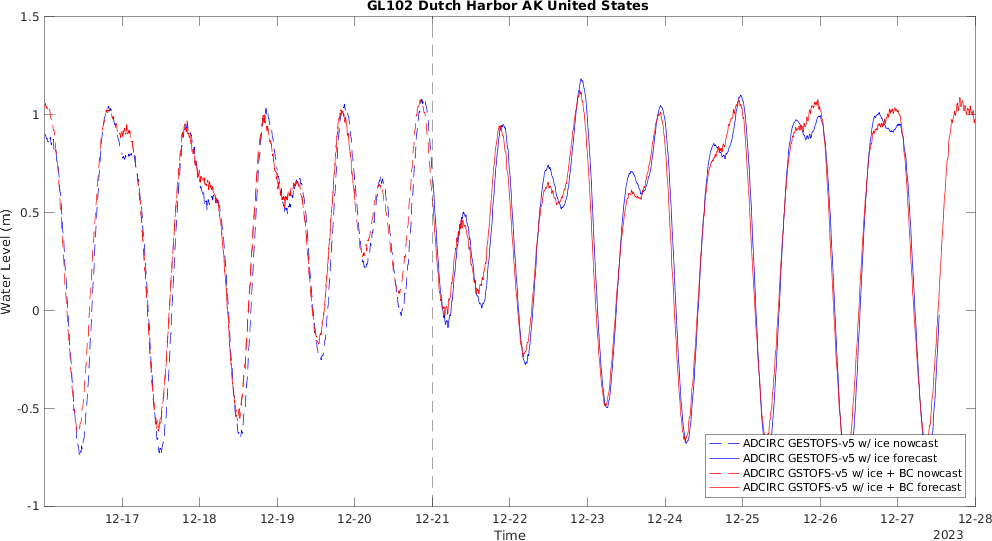 GL102 Dutch Harbor AK United States
1.5
1
0.5
0
-0.5
-1
Water Level (m)
ADCIRC GESTOFS-v5 w/ ice nowcast
ADCIRC GESTOFS-v5 w/ ice forecast
ADCIRC GSTOFS-v5 w/ ice + BC nowcast
ADCIRC GSTOFS-v5 w/ ice + BC forecast
12-17 12-18 12-19 12-20 12-21 12-22 12-23 12-24 12-25 12-26 12-27 12-28
Time
2023